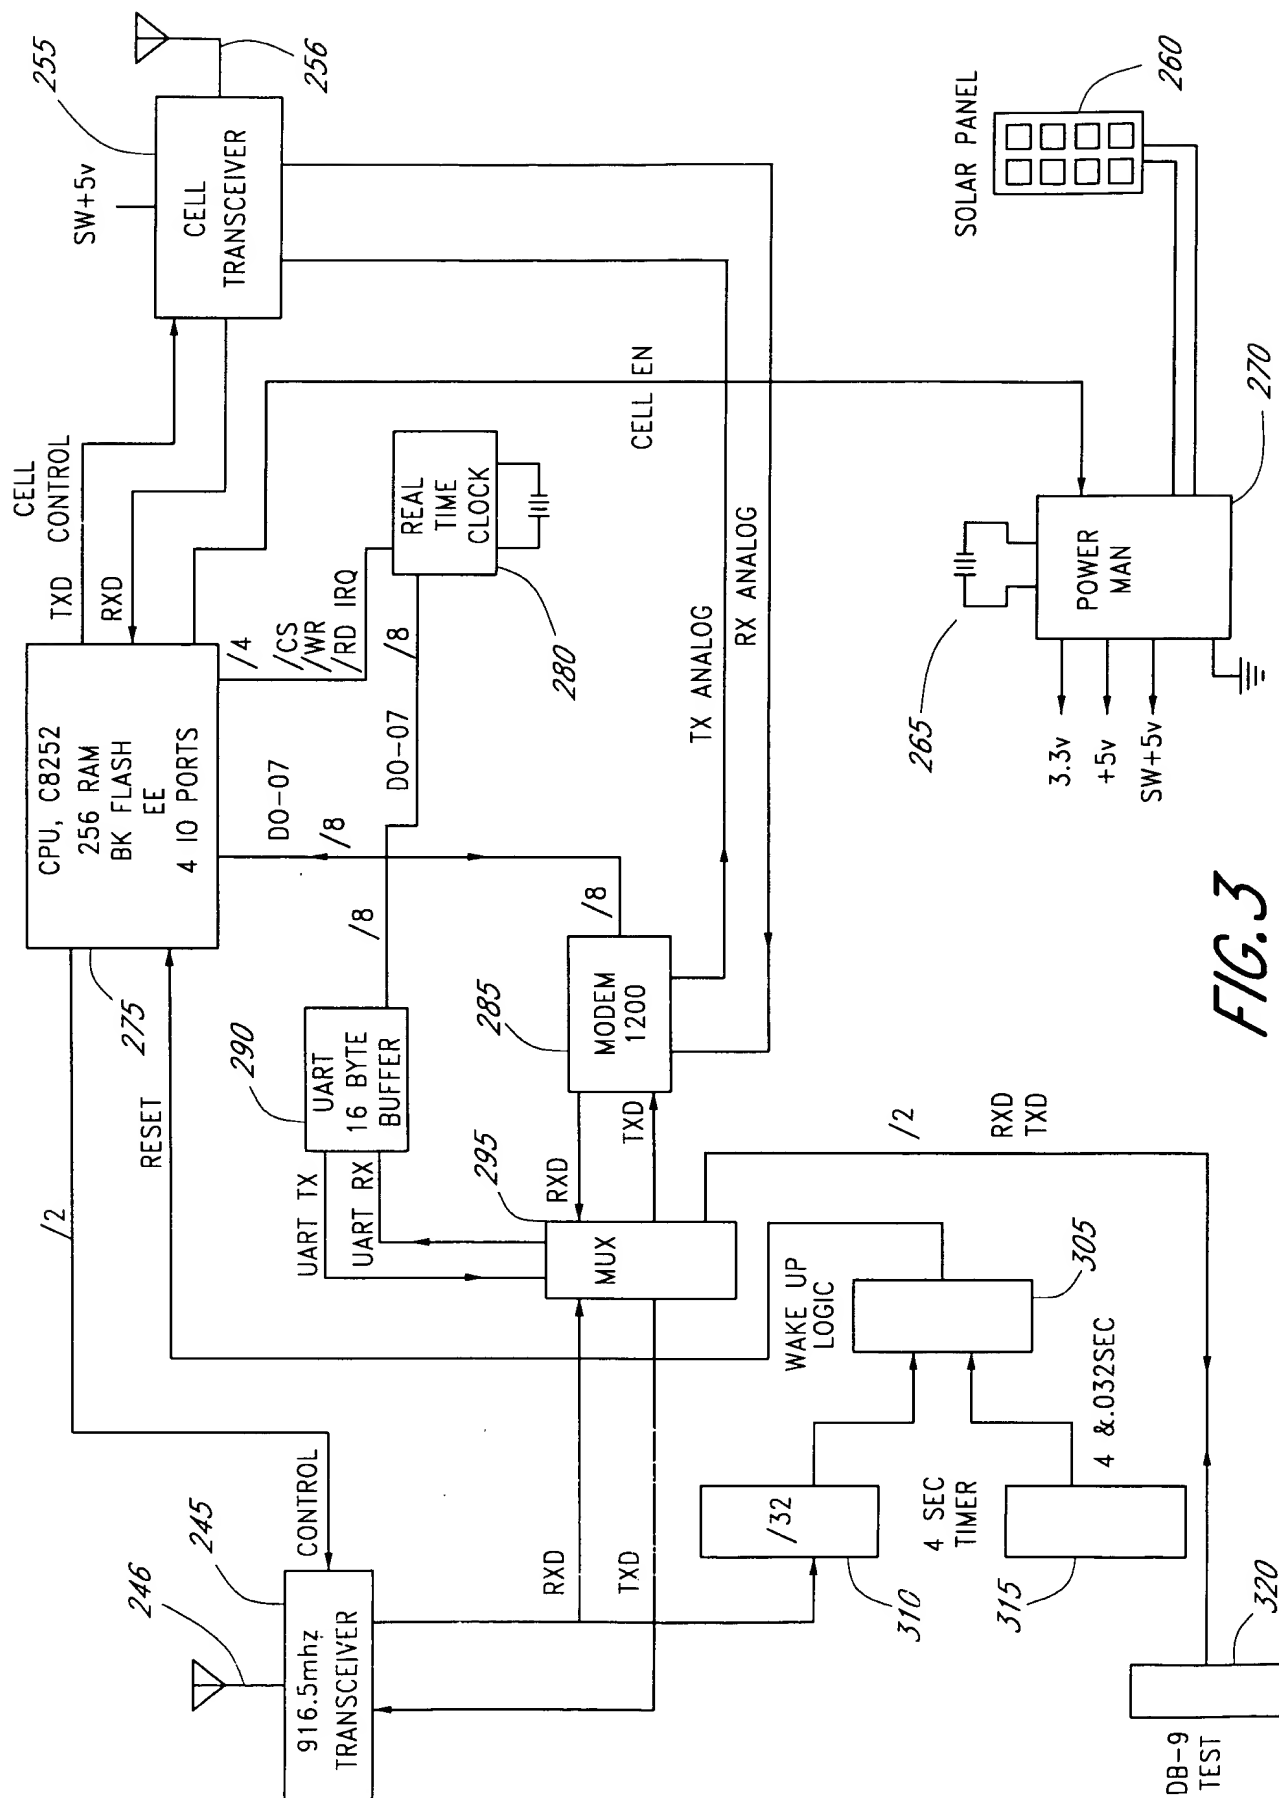 246
245
916.5mhz
TRANSCEIVER
CONTROL
/2
RESET
275
CPU, C8252
256 RAM
BK FLASH
EE
4 IO PORTS
CELL
CONTROL
TXD
RXD
SW+5v
255
CELL
TRANSCEIVER
256
/4
/CS
/WR
/RD IRQ
DO-07
/8
290
UART
16 BYTE
BUFFER
/8
DO-07
/8
REAL
TIME
CLOCK
280
UART TX
UART RX
295
MUX
RXD
TXD
285
MODEM
1200
/8
TX ANALOG
RX ANALOG
CELL EN
RXD
TXD
/32
310
WAKE UP
LOGIC
305
4 SEC
TIMER
4 &.032SEC
315
/2
RXD
TXD
DB-9
TEST
320
265
3.3v
+5v
SW+5v
POWER
MAN
270
SOLAR PANEL
260
FIG.3